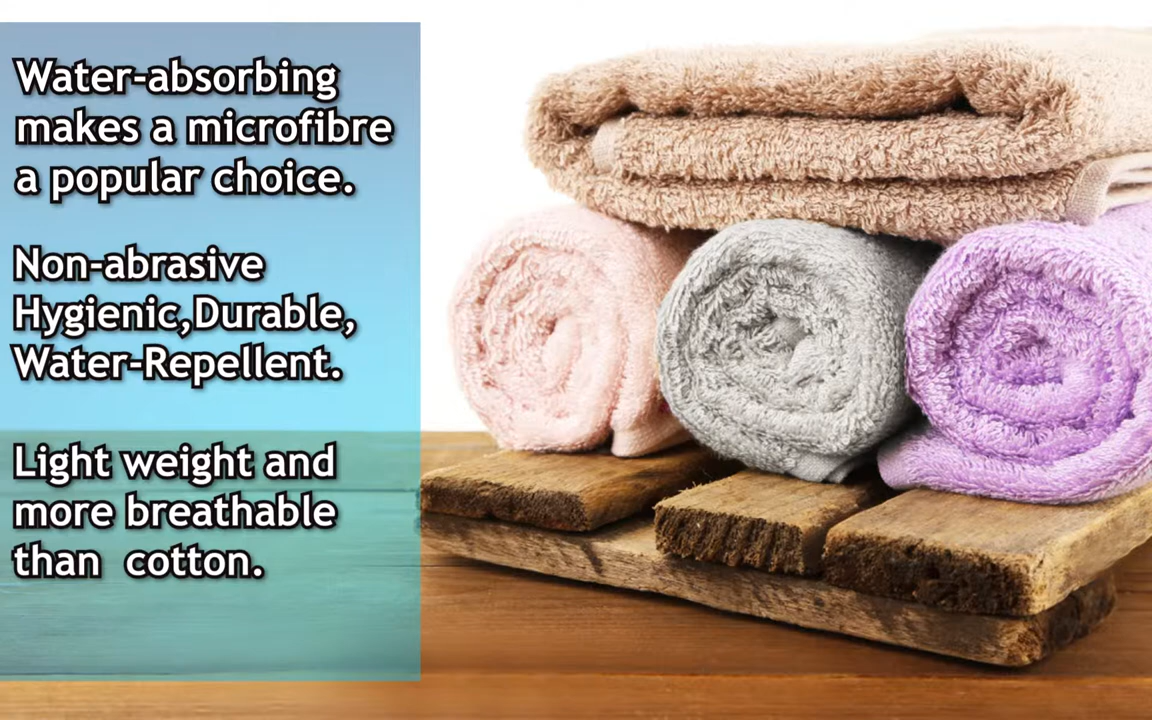 Water-absorbing
makes a microfibre
a popular choice.
Non-abrasive
Hygienic,Durable,
Water-Repellent.
Light weight and
more breathable
than cotton.